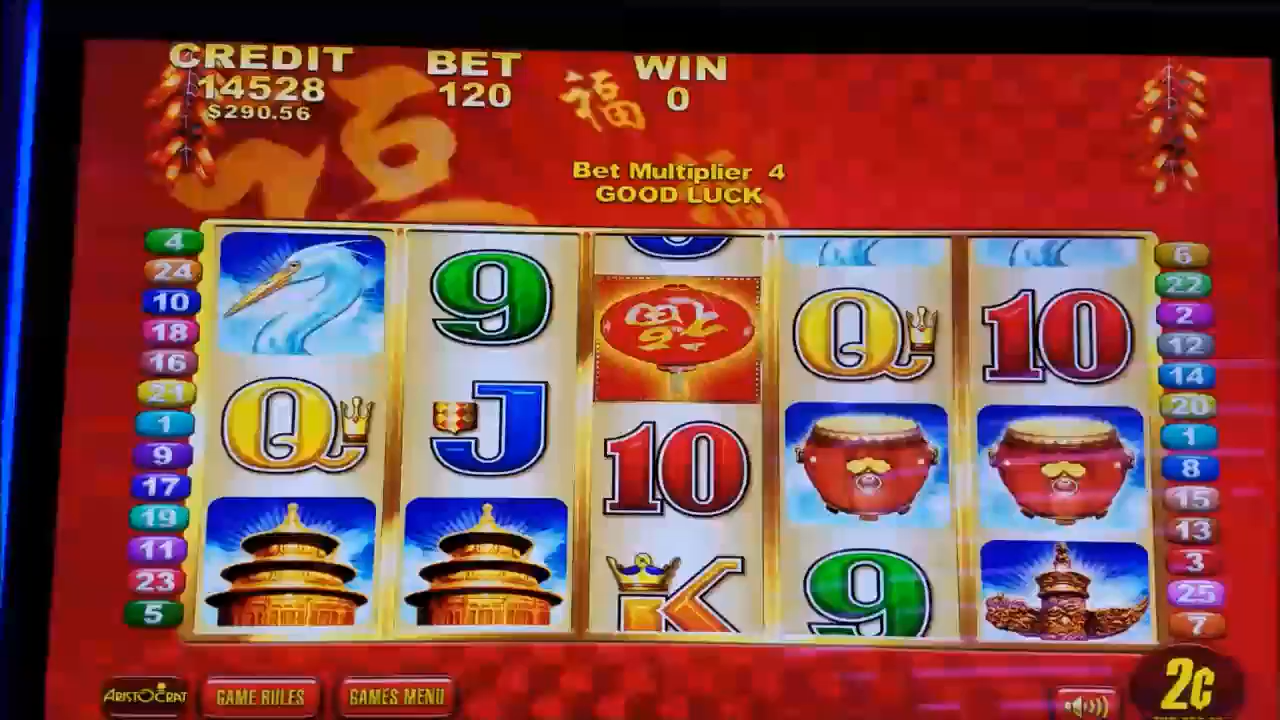 CREDIT BET WIN
14528 120 0
$290.56
福
Bet Multiplier 4
GOOD LUCK
4 6
24 22
10 2
18 12
16 14
21 20
1 1
9 8
17 15
19 13
11 3
23 25
5 7
9
Q 10
Q J
10
K 9
ARISTOCRAT GAME RULES GAMES MENU 2¢